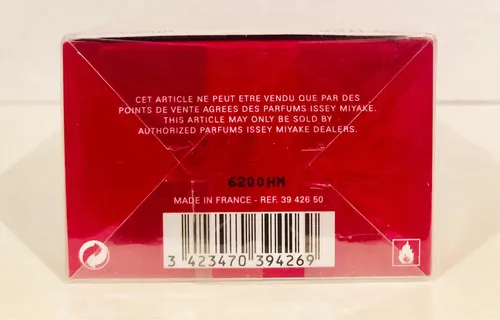 CET ARTICLE NE PEUT ETRE VENDU QUE PAR DES
POINTS DE VENTE AGREES DES PARFUMS ISSEY MIYAKE.
THIS ARTICLE MAY ONLY BE SOLD BY
AUTHORIZED PARFUMS ISSEY MIYAKE DEALERS.
6200HM
MADE IN FRANCE - REF. 39 426 50
3 423470 394269